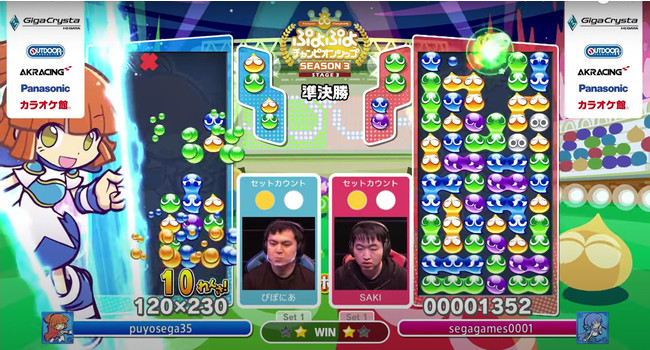 GigaCrysta
I-O DATA
OUTDOOR
AKRACING
Panasonic
カラオケ館
ぷよぷよ
チャンピオンシップ
SEASON 3
STAGE 3
準決勝
GigaCrysta
I-O DATA
OUTDOOR
AKRACING
Panasonic
カラオケ館
セットカウント
セットカウント
10れんさ!
120×230
ぴぽにあ
SAKI
00001352
Set 1
Set 1
puyosega35
WIN
segagames0001